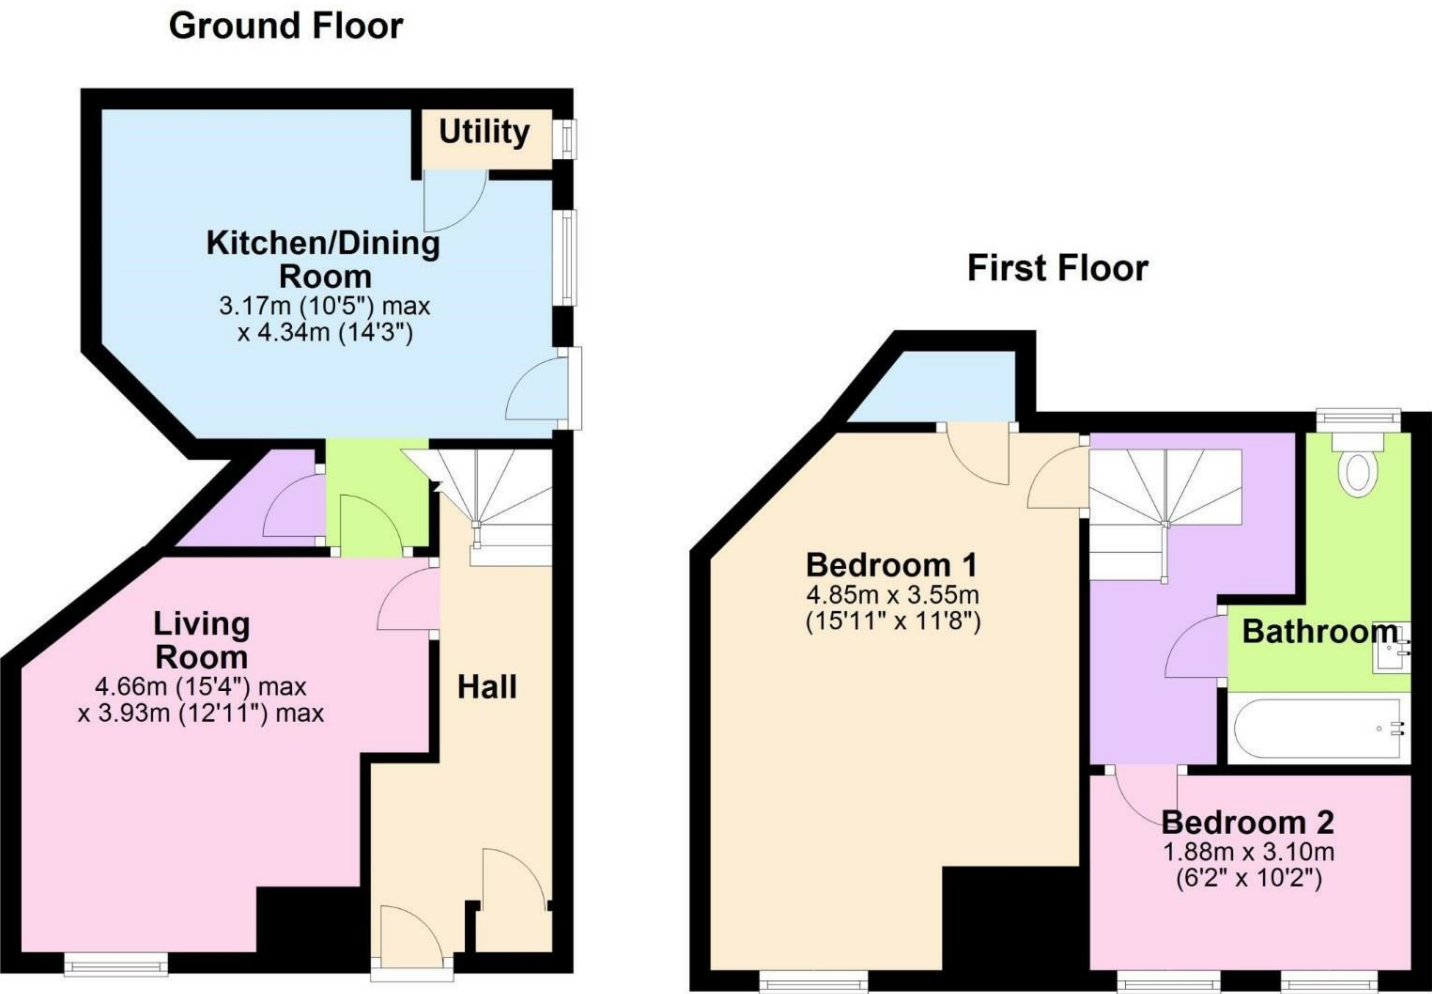 Ground Floor
Utility
Kitchen/Dining
Room
3.17m (10'5") max
x 4.34m (14'3")
Living
Room
4.66m (15'4") max
x 3.93m (12'11") max
Hall
First Floor
Bedroom 1
4.85m x 3.55m
(15'11" x 11'8")
Bathroom
Bedroom 2
1.88m x 3.10m
(6'2" x 10'2")